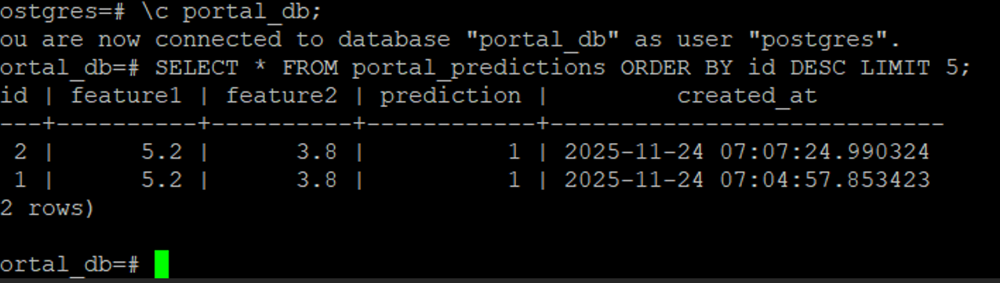 ostgres=# \c portal_db;
ou are now connected to database "portal_db" as user "postgres".
ortal_db=# SELECT * FROM portal_predictions ORDER BY id DESC LIMIT 5;
id | feature1 | feature2 | prediction |         created_at
---+----------+----------+------------+----------------------------
 2 |      5.2 |      3.8 |          1 | 2025-11-24 07:07:24.990324
 1 |      5.2 |      3.8 |          1 | 2025-11-24 07:04:57.853423
2 rows)
ortal_db=#